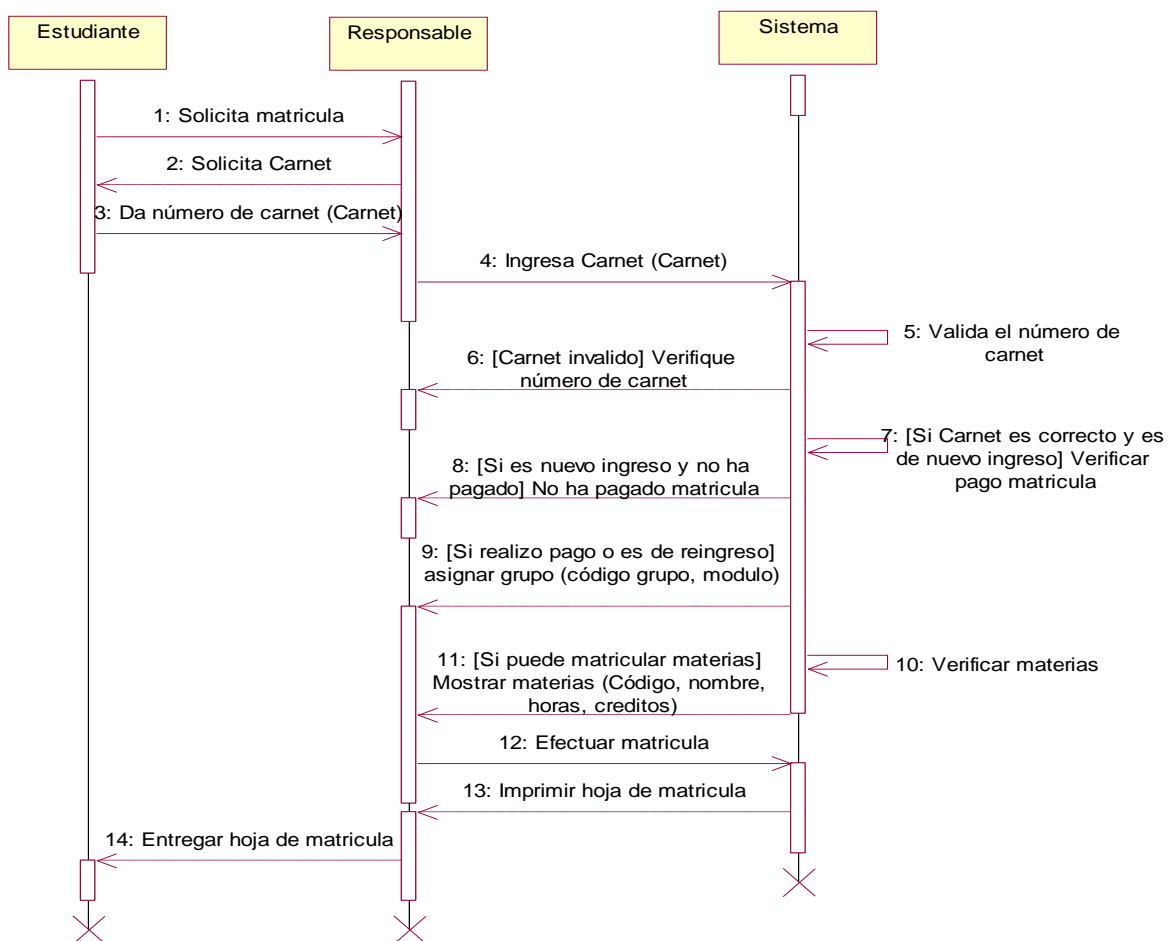 Estudiante
Responsable
Sistema
1: Solicita matricula
2: Solicita Carnet
3: Da número de carnet (Carnet)
4: Ingresa Carnet (Carnet)
5: Valida el número de
carnet
6: [Carnet invalido] Verifique
número de carnet
7: [Si Carnet es correcto y es
de nuevo ingreso] Verificar
pago matricula
8: [Si es nuevo ingreso y no ha
pagado] No ha pagado matricula
9: [Si realizo pago o es de reingreso]
asignar grupo (código grupo, modulo)
10: Verificar materias
11: [Si puede matricular materias]
Mostrar materias (Código, nombre,
horas, creditos)
12: Efectuar matricula
13: Imprimir hoja de matricula
14: Entregar hoja de matricula